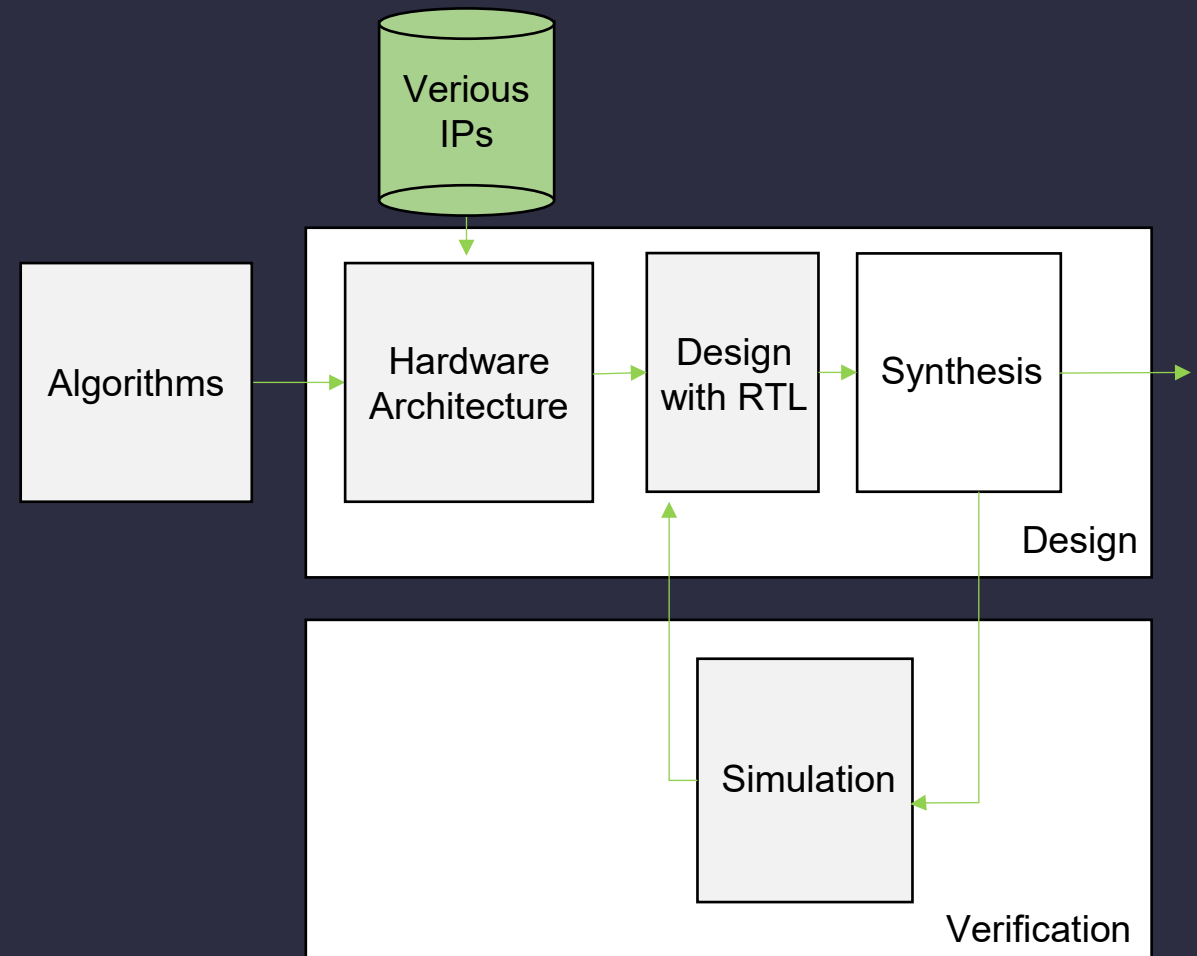 Verious
IPs
Algorithms
Hardware
Architecture
Design
with RTL
Synthesis
Design
Simulation
Verification